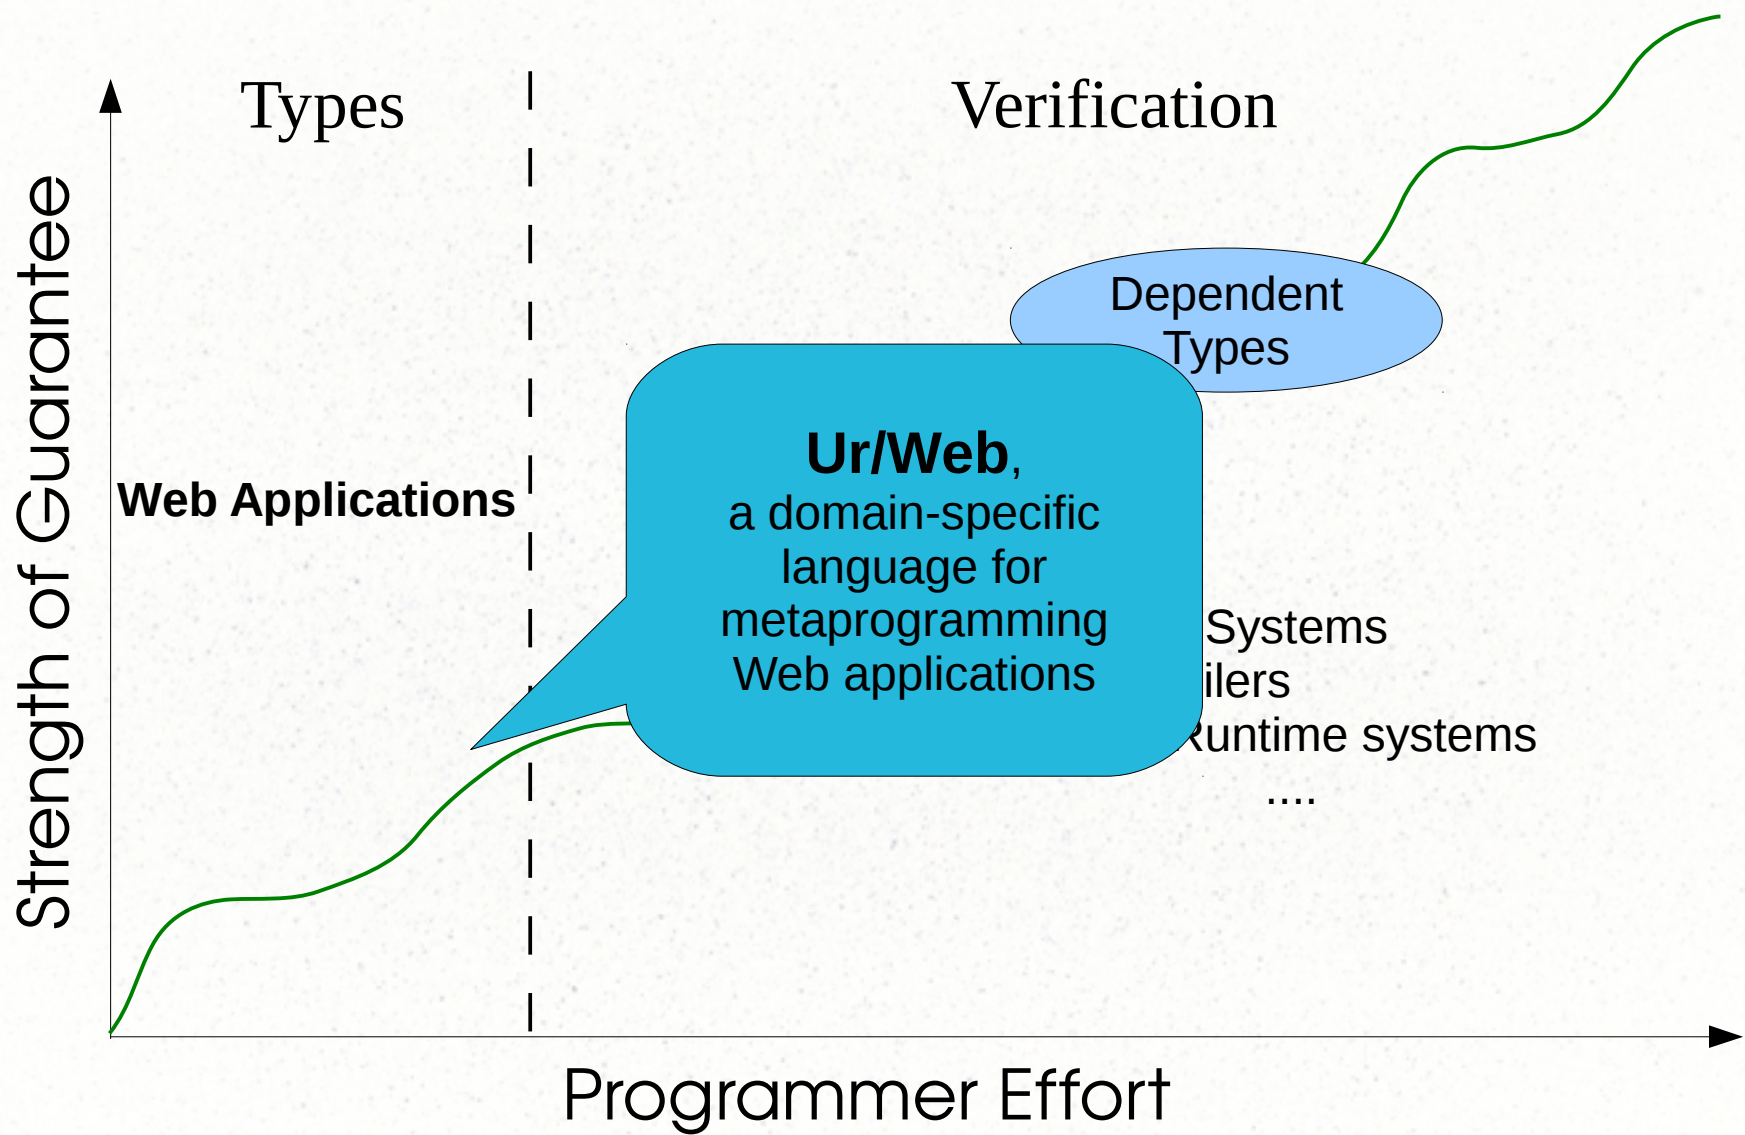 Types
Verification
Strength of Guarantee
Dependent
Types
Web Applications
Ur/Web,
a domain-specific
language for
metaprogramming
Web applications
Systems
Runtime systems
....
Programmer Effort